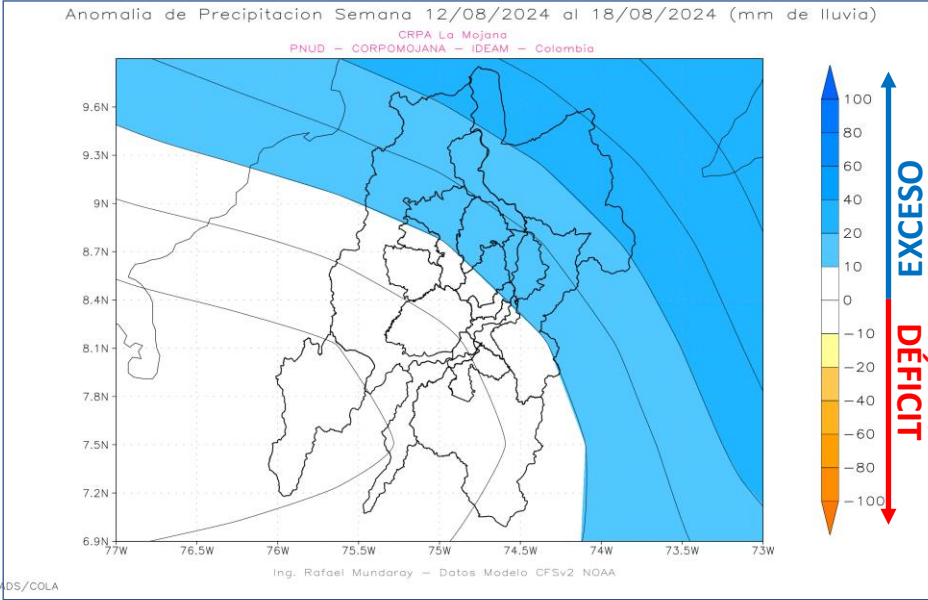 Anomalia de Precipitacion Semana 12/08/2024 al 18/08/2024 (mm de lluvia)
CRPA La Mojana
PNUD – CORPOMOJANA – IDEAM – Colombia
9.6N
9.3N
9N
8.7N
8.4N
8.1N
7.8N
7.5N
7.2N
6.9N
77W 76.5W 76W 75.5W 75W 74.5W 74W 73.5W 73W
100
80
60
40
20
10
0
−10
−20
−40
−60
−80
−100
EXCESO
DÉFICIT
Ing. Rafael Mundaray – Datos Modelo CFSv2 NOAA
ADS/COLA